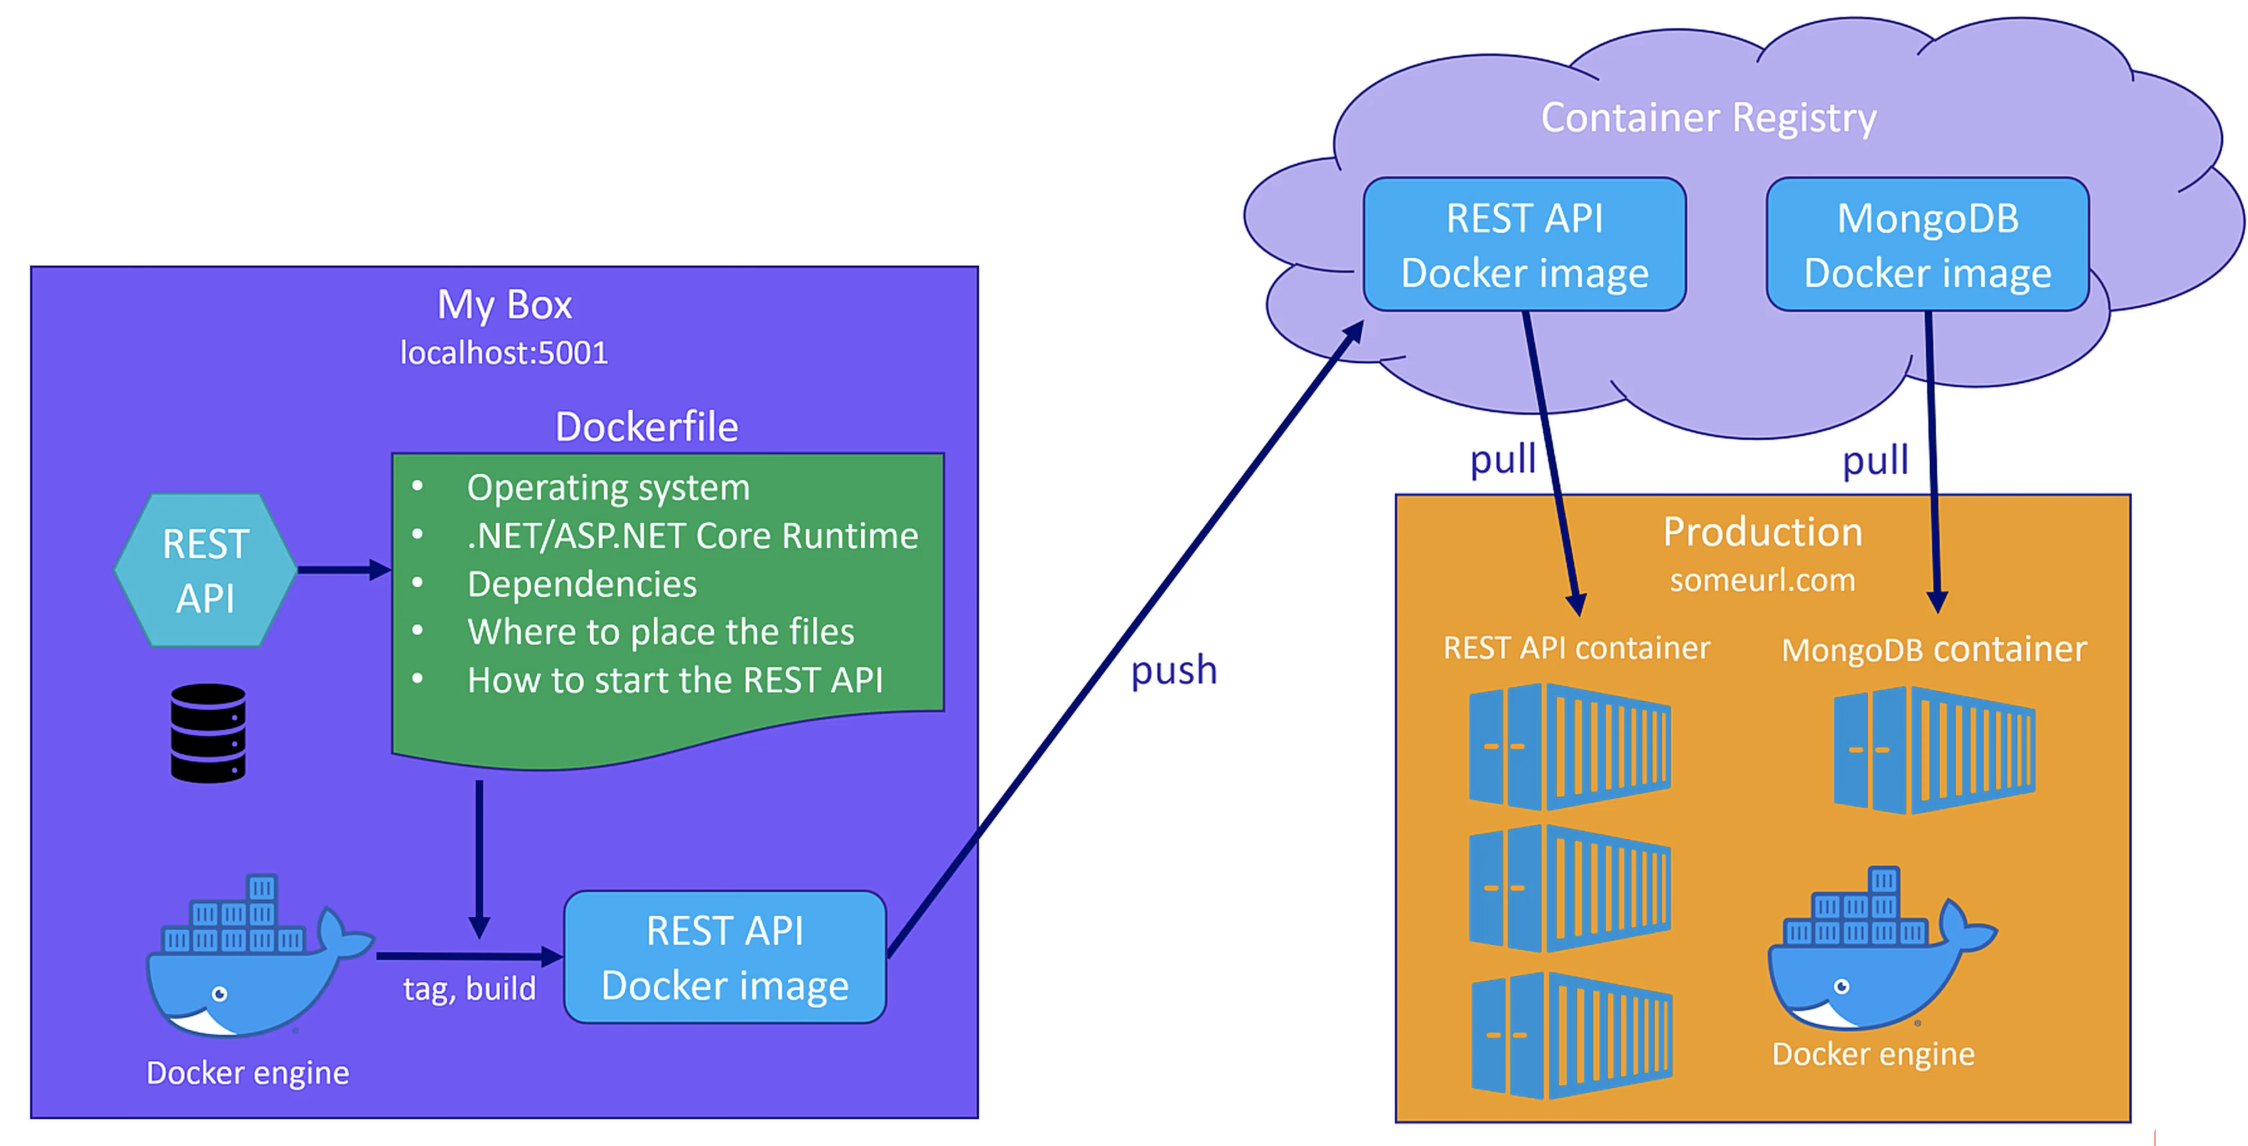 My Box
localhost:5001
Dockerfile
• Operating system
• .NET/ASP.NET Core Runtime
• Dependencies
• Where to place the files
• How to start the REST API
REST
API
tag, build
Docker engine
REST API
Docker image
push
Container Registry
REST API
Docker image
MongoDB
Docker image
pull
pull
Production
someurl.com
REST API container
MongoDB container
Docker engine